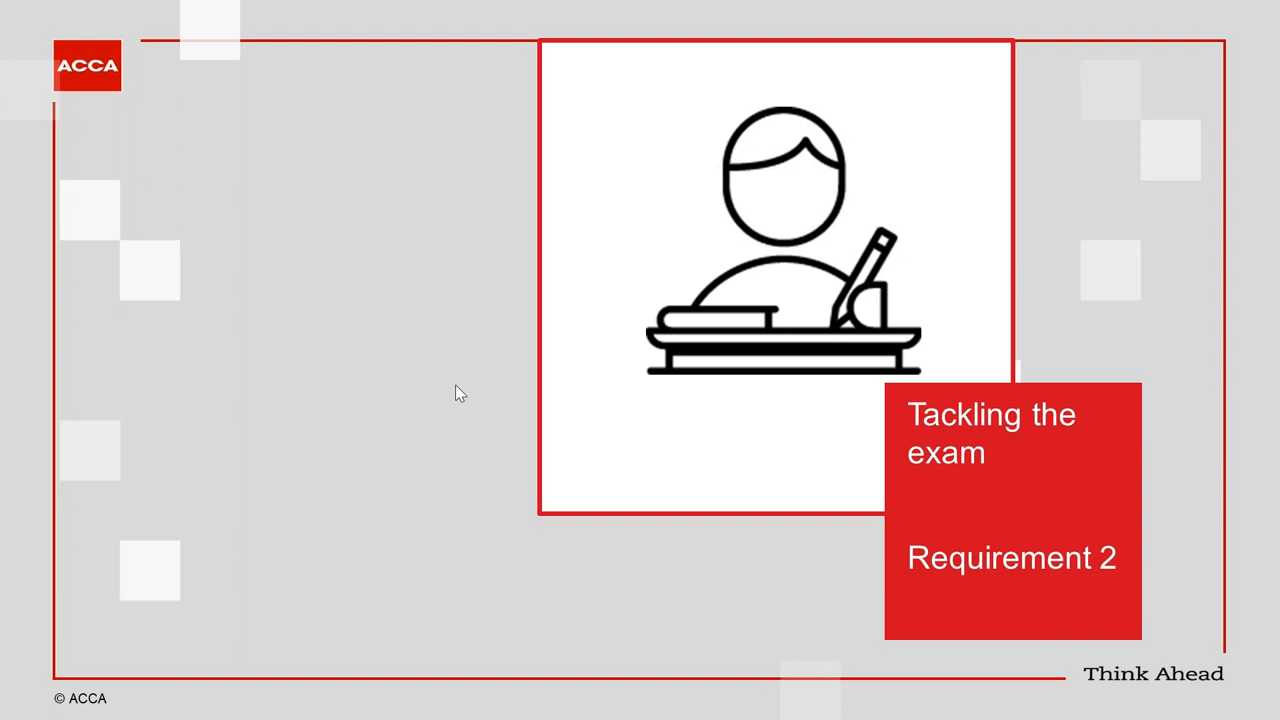 ACCA
Tackling the
exam
Requirement 2
Think Ahead
© ACCA